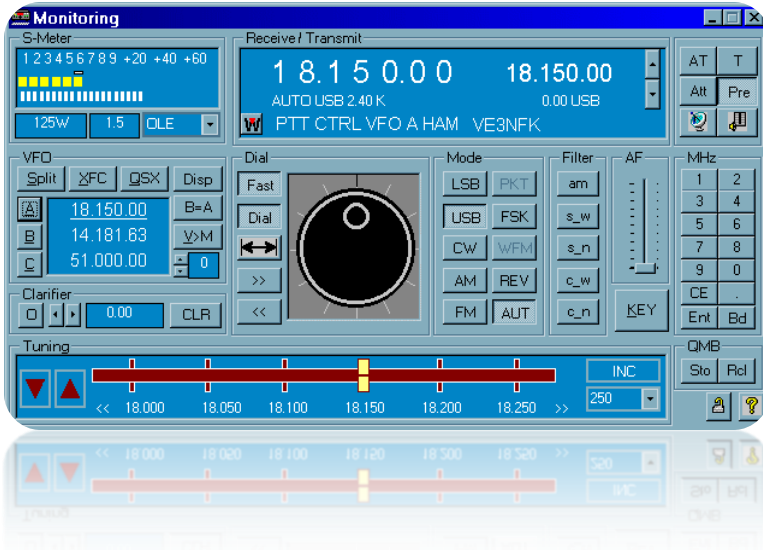 Monitoring
S-Meter
1 2 3 4 5 6 7 8 9 +20 +40 +60
125W 1.5 OLE
Receive / Transmit
18.150.00 18.150.00
AUTO USB 2.40 K 0.00 USB
W PTT CTRL VFO A HAM VE3NFK
AT T
Att Pre
VFO
Split XFC QSX Disp
A 18.150.00 B=A
B 14.181.63 V>M
C 51.000.00 0
Clarifier
0 0.00 CLR
Dial
Fast
Dial
>>
<<
Mode
LSB PKT
USB FSK
CW WFM
AM REV
FM AUT
Filter
am
s_w
s_n
c_w
c_n
AF
KEY
MHz
1 2
3 4
5 6
7 8
9 0
CE .
Ent Bd
Tuning
INC
<< 18.000 18.050 18.100 18.150 18.200 18.250 >> 250
QMB
Sto Rcl
?